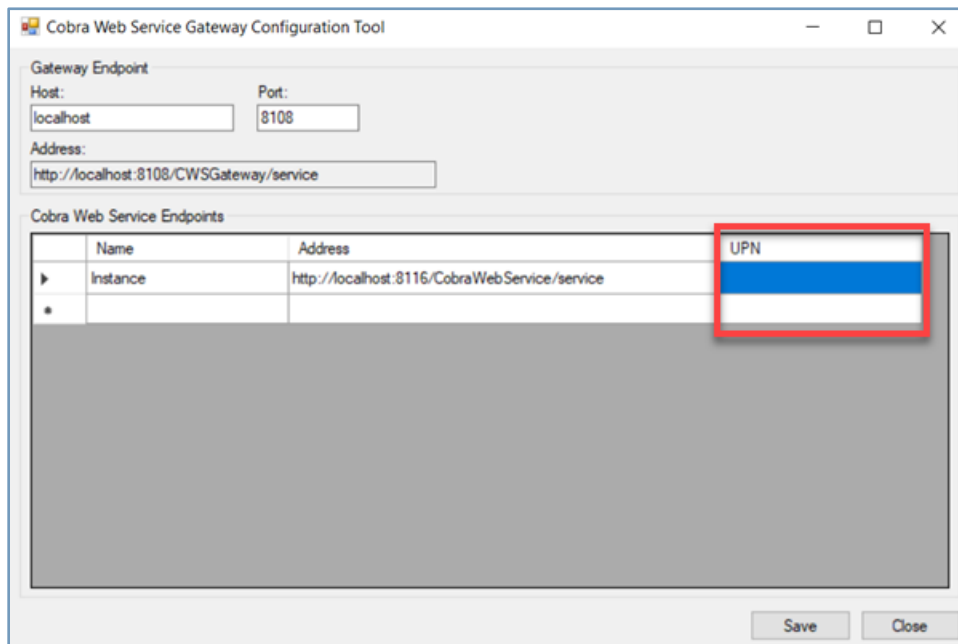 Cobra Web Service Gateway Configuration Tool
Gateway Endpoint
Host: Port:
localhost 8108
Address:
http://localhost:8108/CWSGateway/service
Cobra Web Service Endpoints
Name Address UPN
Instance http://localhost:8116/CobraWebService/service
Save Close